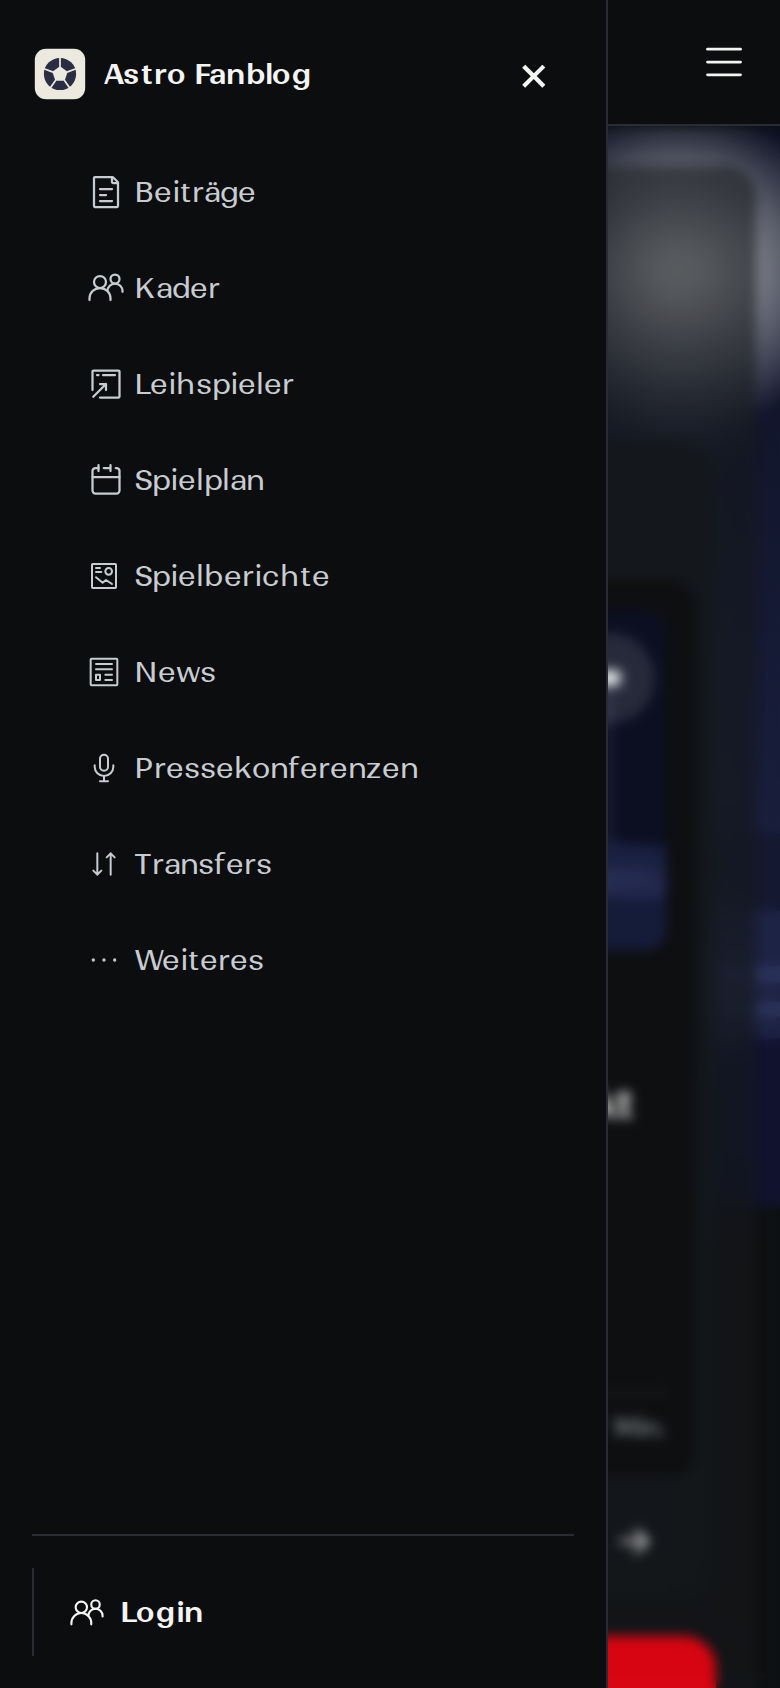 Astro Fanblog
Beiträge
Kader
Leihspieler
Spielplan
Spielberichte
News
Pressekonferenzen
Transfers
Weiteres
Login